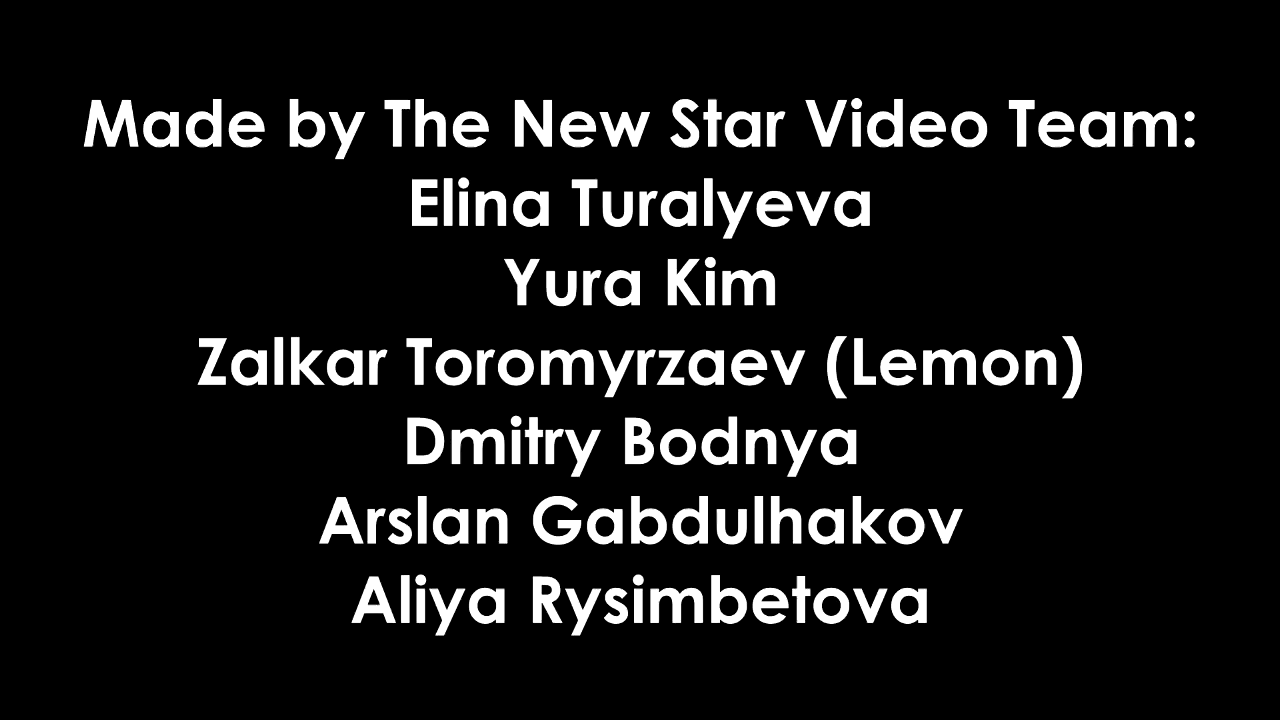 Made by The New Star Video Team:
Elina Turalyeva
Yura Kim
Zalkar Toromyrzaev (Lemon)
Dmitry Bodnya
Arslan Gabdulhakov
Aliya Rysimbetova